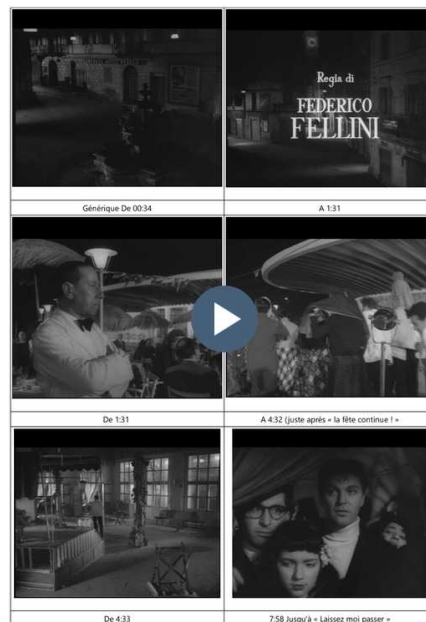 Regia di
FEDERICO
FELLINI
Générique De 00:34
A 1:31
De 1:31
A 4:32 (juste après « la fête continue ! »
De 4:33
7:58 Jusqu'à « Laissez moi passer »